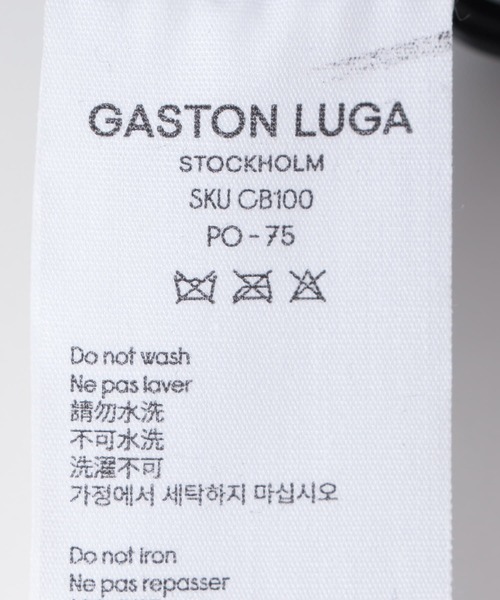 GASTON LUGA
STOCKHOLM
SKU CB100
PO - 75
Do not wash
Ne pas laver
請勿水洗
不可水洗
洗濯不可
가정에서 세탁하지 마십시오
Do not iron
Ne pas repasser